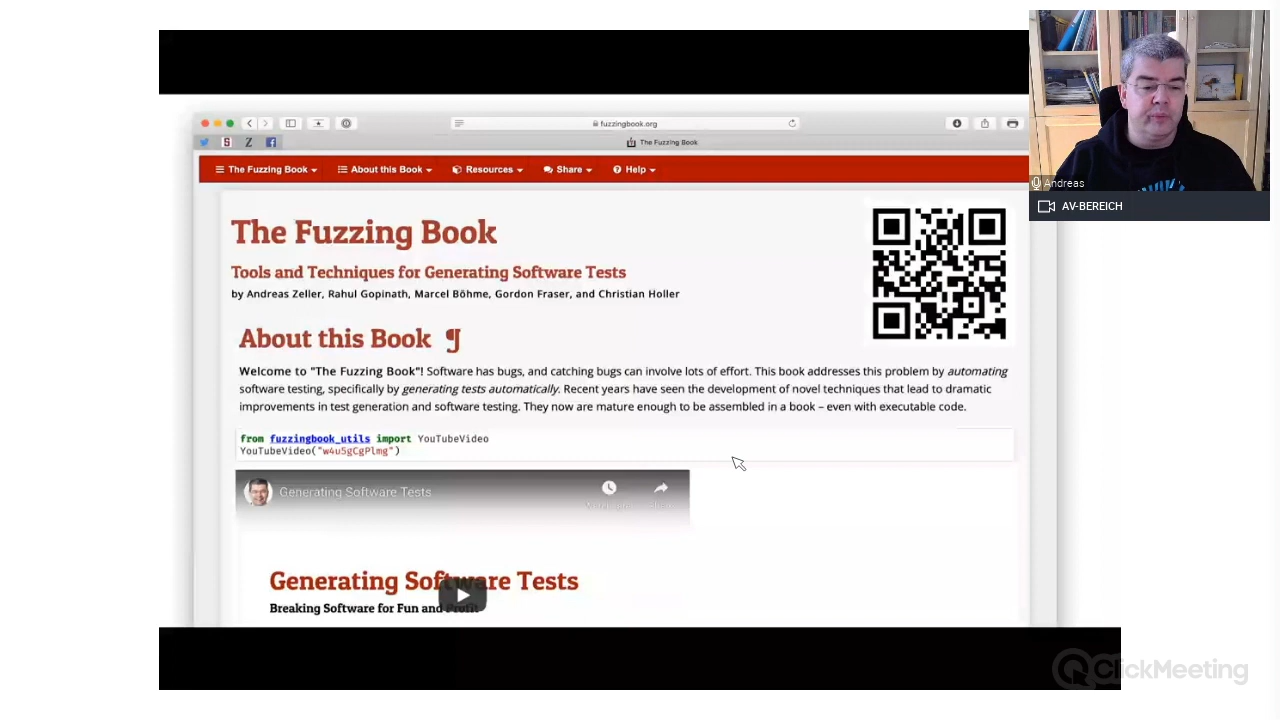 fuzzingbook.org
The Fuzzing Book
The Fuzzing Book
About this Book
Resources
Share
Help
The Fuzzing Book
Tools and Techniques for Generating Software Tests
by Andreas Zeller, Rahul Gopinath, Marcel Böhme, Gordon Fraser, and Christian Holler
About this Book ¶
Welcome to "The Fuzzing Book"! Software has bugs, and catching bugs can involve lots of effort. This book addresses this problem by automating
software testing, specifically by generating tests automatically. Recent years have seen the development of novel techniques that lead to dramatic
improvements in test generation and software testing. They now are mature enough to be assembled in a book – even with executable code.
from fuzzingbook_utils import YouTubeVideo
YouTubeVideo("w4u5gCgPlmg")
Generating Software Tests
Generating Software Tests
Breaking Software for Fun and Profit
Andreas
AV-BEREICH
ClickMeeting